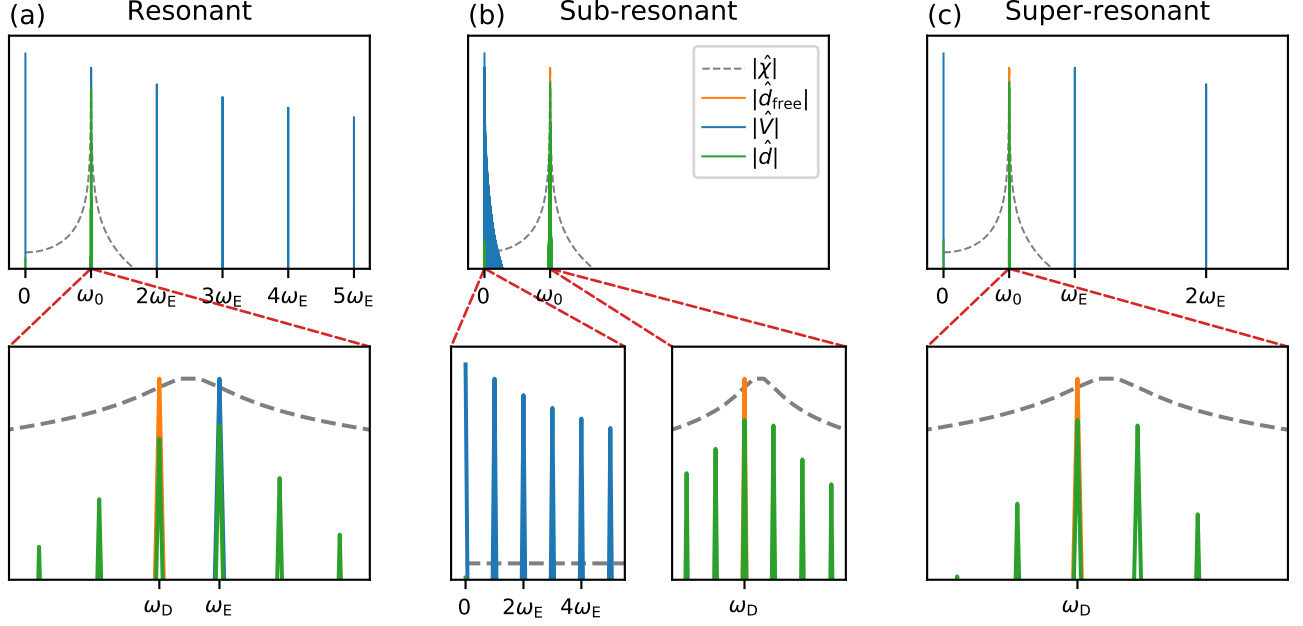 (a) Resonant
(b) Sub-resonant
(c) Super-resonant
|χ̂|
|d̂free|
|V̂|
|d̂|
0 ω0 2ωE 3ωE 4ωE 5ωE
0 ω0
0 ω0 ωE 2ωE
ωD ωE
0 2ωE 4ωE
ωD
ωD